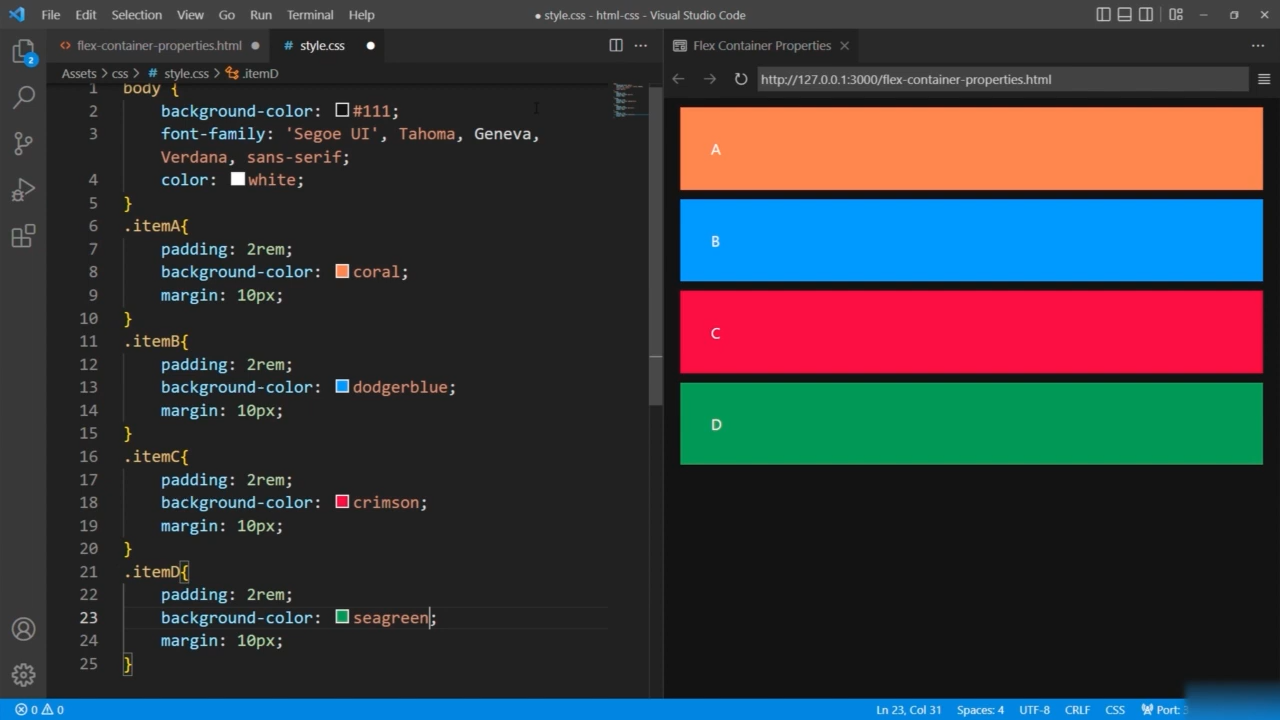 File Edit Selection View Go Run Terminal Help
● style.css - html-css - Visual Studio Code
<> flex-container-properties.html ●
# style.css ●
Flex Container Properties
Assets > css > # style.css > .itemD
http://127.0.0.1:3000/flex-container-properties.html
2
1 body {
2 background-color: #111;
3 font-family: 'Segoe UI', Tahoma, Geneva,
Verdana, sans-serif;
4 color: white;
5 }
6 .itemA{
7 padding: 2rem;
8 background-color: coral;
9 margin: 10px;
10 }
11 .itemB{
12 padding: 2rem;
13 background-color: dodgerblue;
14 margin: 10px;
15 }
16 .itemC{
17 padding: 2rem;
18 background-color: crimson;
19 margin: 10px;
20 }
21 .itemD{
22 padding: 2rem;
23 background-color: seagreen;
24 margin: 10px;
25 }
A
B
C
D
0 0
Ln 23, Col 31 Spaces: 4 UTF-8 CRLF CSS Port: